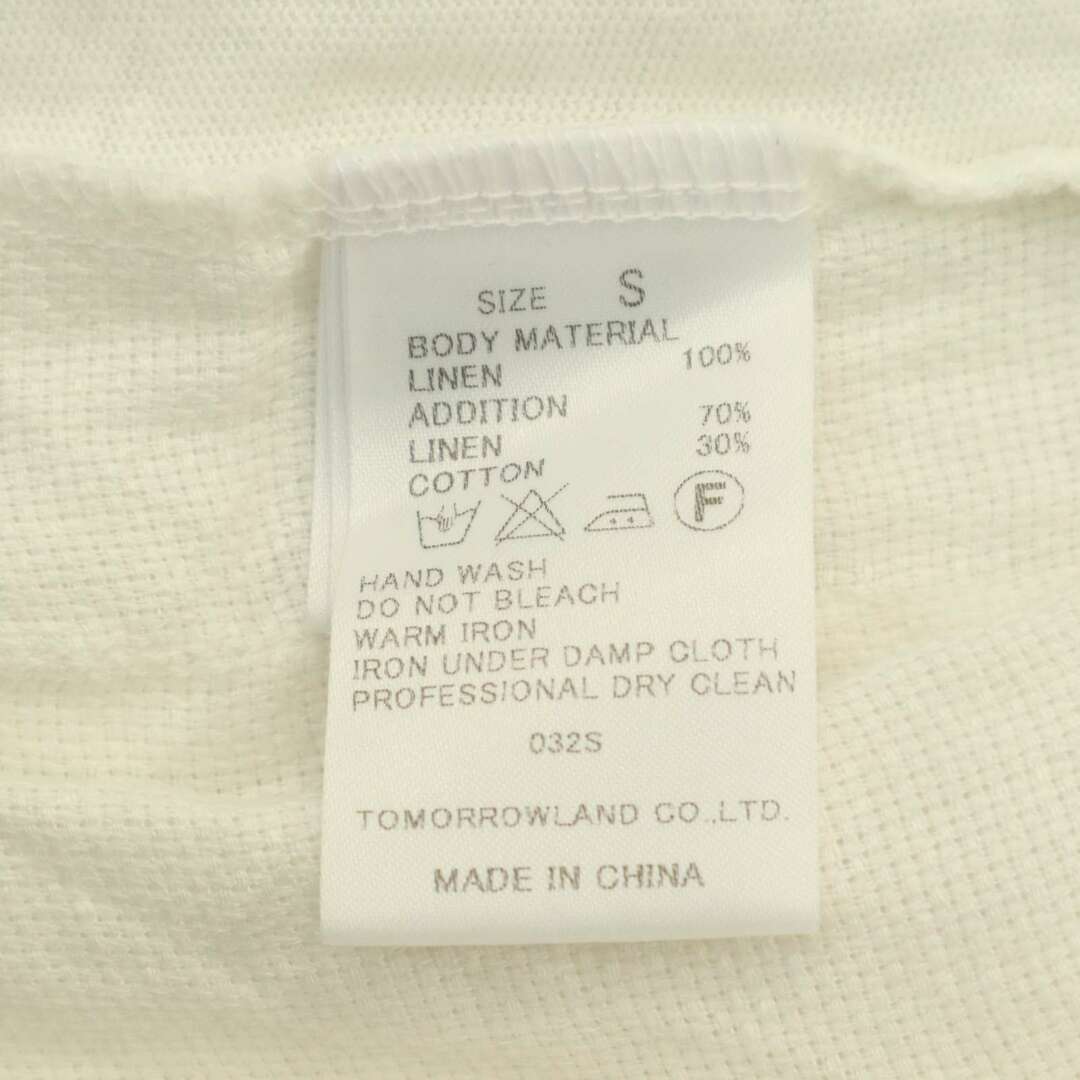 SIZE S
BODY MATERIAL
LINEN 100%
ADDITION
LINEN 70%
COTTON 30%
F
HAND WASH
DO NOT BLEACH
WARM IRON
IRON UNDER DAMP CLOTH
PROFESSIONAL DRY CLEAN
032S
TOMORROWLAND CO.,LTD.
MADE IN CHINA